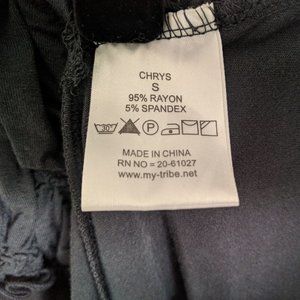 CHRYS
S
95% RAYON
5% SPANDEX
30° P
MADE IN CHINA
RN NO = 20-61027
www.my-tribe.net